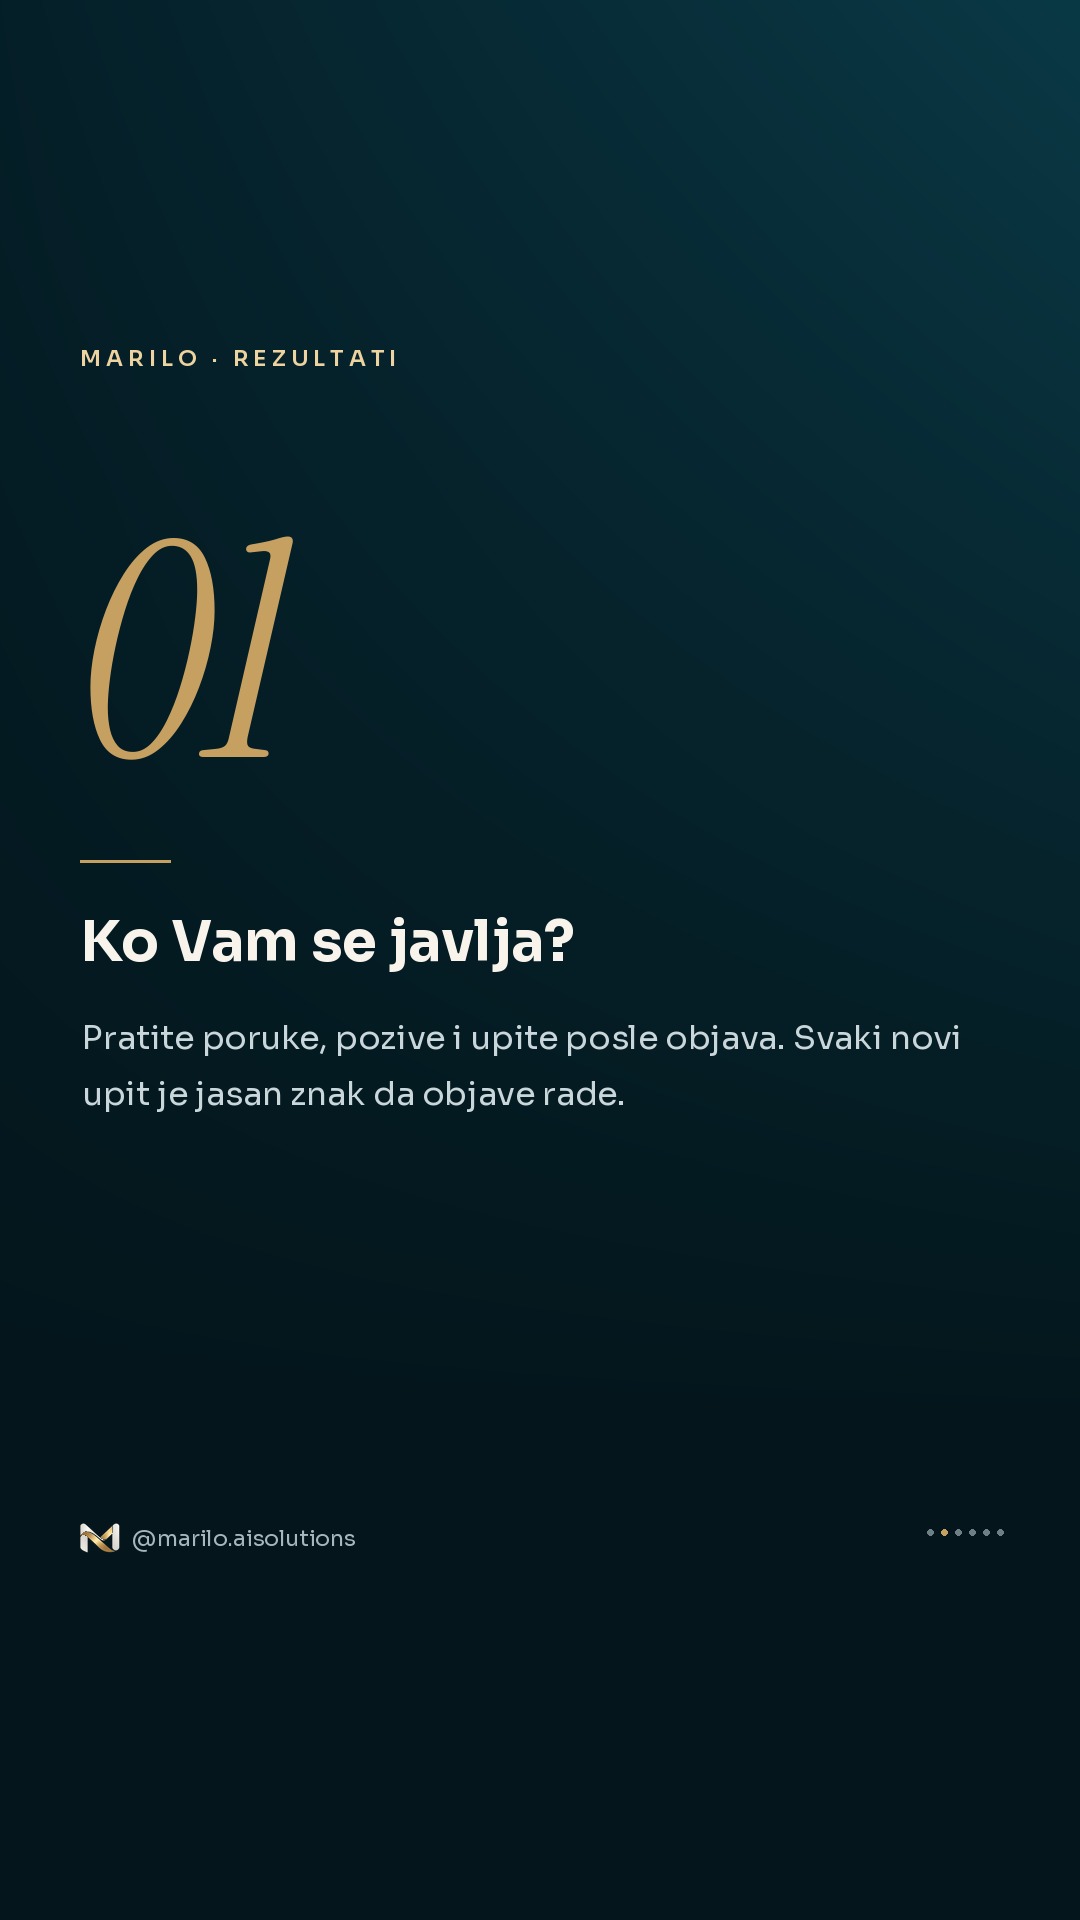 MARILO · REZULTATI
01
Ko Vam se javlja?
Pratite poruke, pozive i upite posle objava. Svaki novi
upit je jasan znak da objave rade.
@marilo.aisolutions